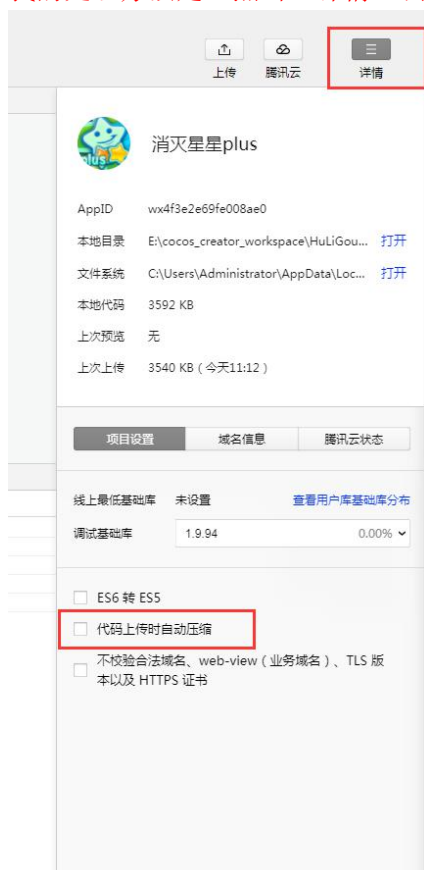 上传
腾讯云
详情
plus
消灭星星plus
AppID wx4f3e2e69fe008ae0
本地目录 E:\cocos_creator_workspace\HuLiGou... 打开
文件系统 C:\Users\Administrator\AppData\Loc... 打开
本地代码 3592 KB
上次预览 无
上次上传 3540 KB ( 今天11:12 )
项目设置 域名信息 腾讯云状态
线上最低基础库 未设置 查看用户库基础库分布
调试基础库 1.9.94 0.00%
ES6 转 ES5
代码上传时自动压缩
不校验合法域名、web-view ( 业务域名 ) 、TLS 版
本以及 HTTPS 证书